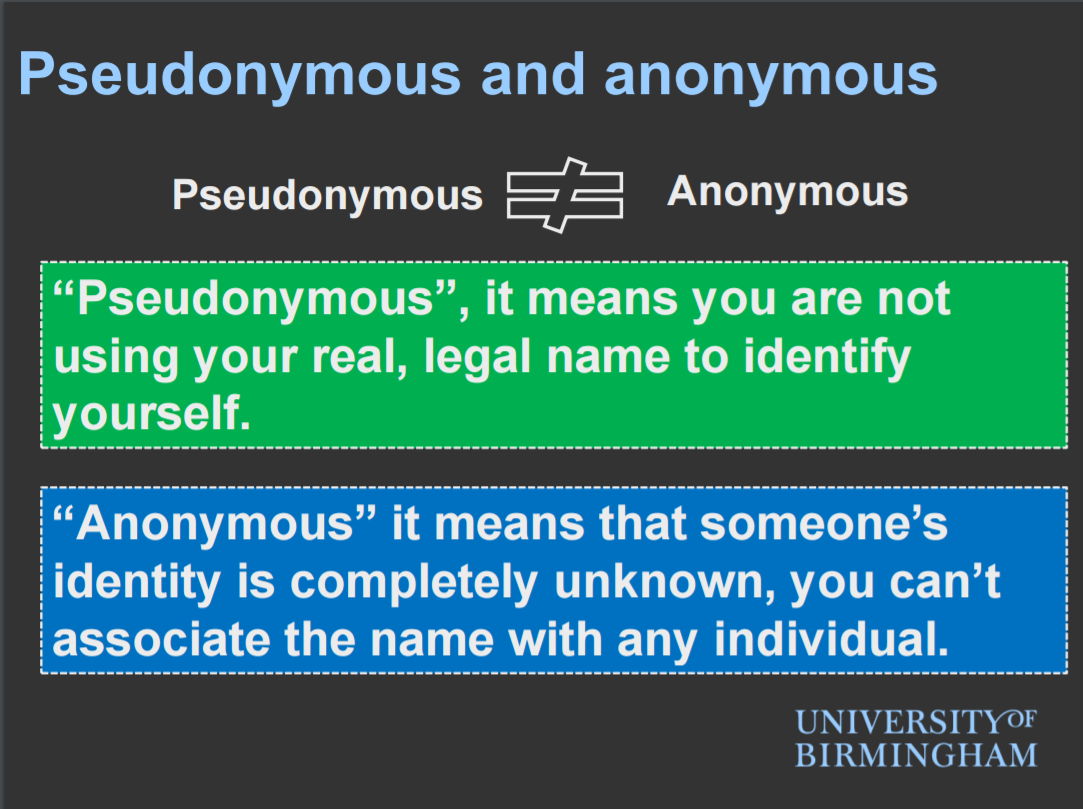 Pseudonymous and anonymous
Pseudonymous ≠ Anonymous
“Pseudonymous”, it means you are not
using your real, legal name to identify
yourself.
“Anonymous” it means that someone’s
identity is completely unknown, you can’t
associate the name with any individual.
UNIVERSITY OF
BIRMINGHAM